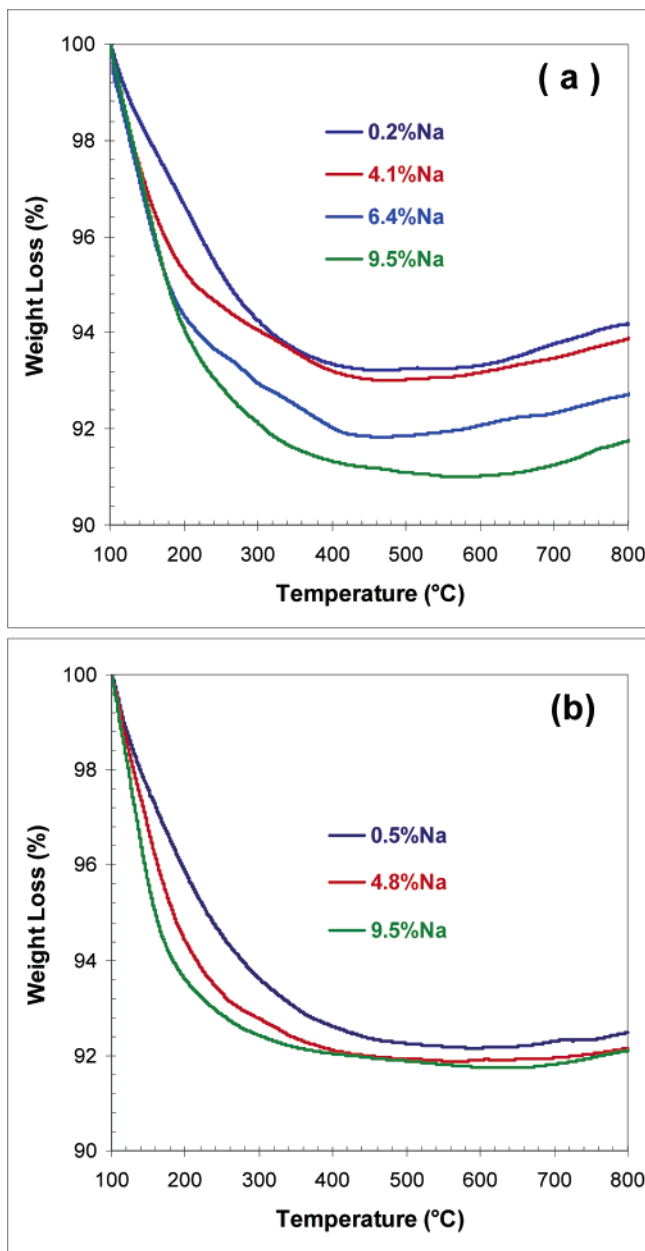 ( a )
100
98
96
94
92
90
Weight Loss (%)
0.2%Na
4.1%Na
6.4%Na
9.5%Na
100 200 300 400 500 600 700 800
Temperature (°C)
(b)
100
98
96
94
92
90
Weight Loss (%)
0.5%Na
4.8%Na
9.5%Na
100 200 300 400 500 600 700 800
Temperature (°C)